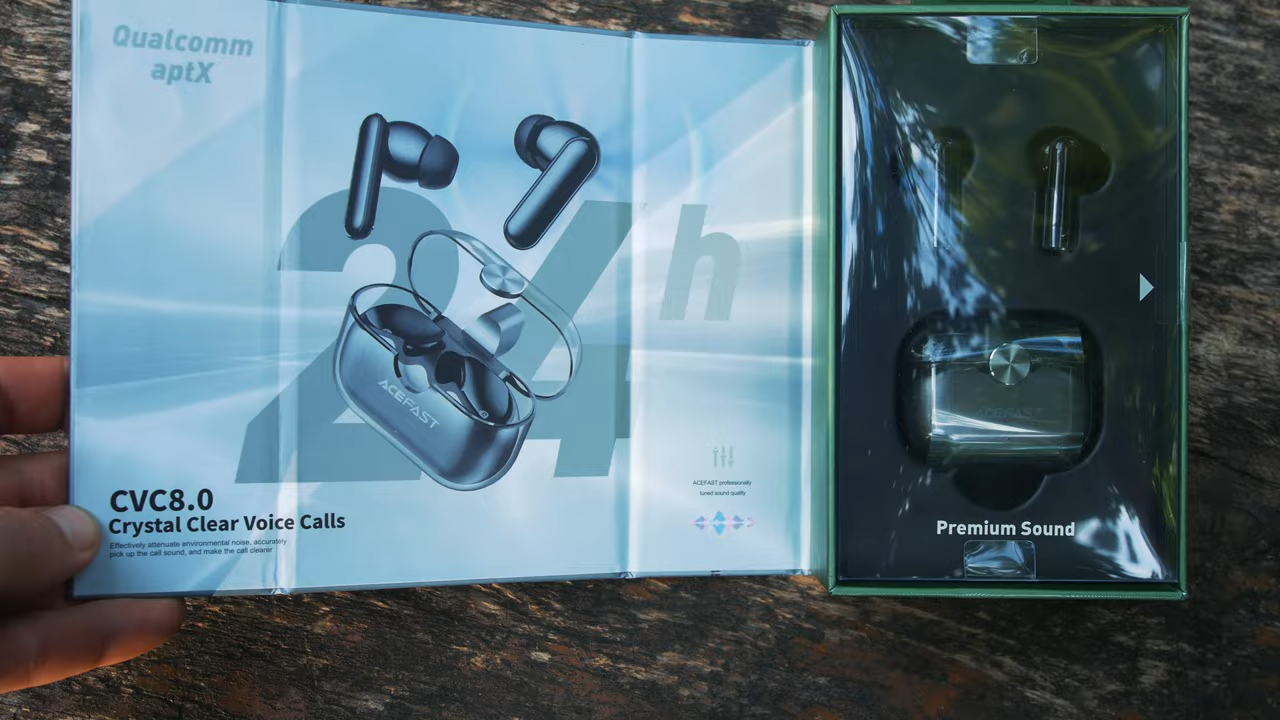 Qualcomm
aptX
24h
ACEFAST
CVC8.0
Crystal Clear Voice Calls
Effectively attenuate environmental noise, accurately
pick up the call sound, and make the call clearer
ACEFAST professionally
tuned sound quality
ACEFAST
Premium Sound